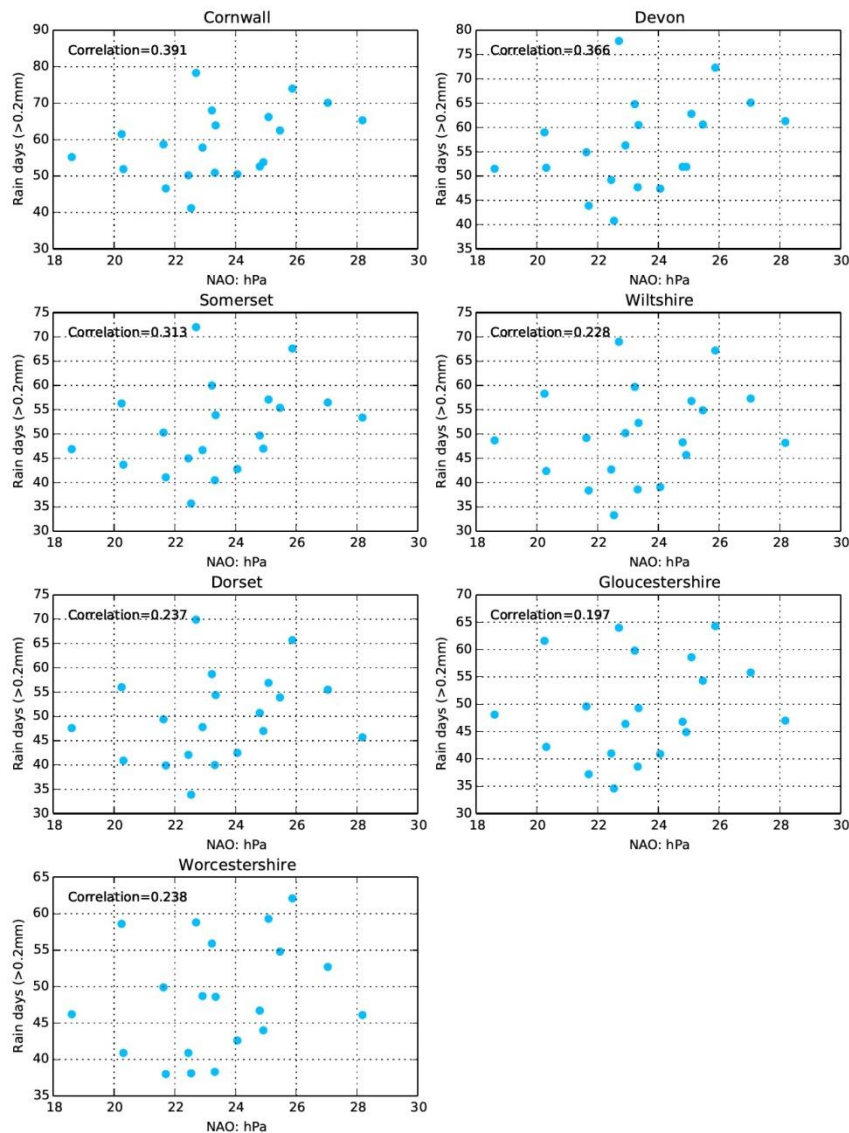 Cornwall
Correlation=0.391
Rain days (>0.2mm)
90
80
70
60
50
40
30
18 20 22 24 26 28 30
NAO: hPa
Devon
Correlation=0.366
Rain days (>0.2mm)
80
75
70
65
60
55
50
45
40
35
18 20 22 24 26 28 30
NAO: hPa
Somerset
Correlation=0.313
Rain days (>0.2mm)
75
70
65
60
55
50
45
40
35
30
18 20 22 24 26 28 30
NAO: hPa
Wiltshire
Correlation=0.228
Rain days (>0.2mm)
75
70
65
60
55
50
45
40
35
30
18 20 22 24 26 28 30
NAO: hPa
Dorset
Correlation=0.237
Rain days (>0.2mm)
75
70
65
60
55
50
45
40
35
30
18 20 22 24 26 28 30
NAO: hPa
Gloucestershire
Correlation=0.197
Rain days (>0.2mm)
70
65
60
55
50
45
40
35
30
18 20 22 24 26 28 30
NAO: hPa
Worcestershire
Correlation=0.238
Rain days (>0.2mm)
65
60
55
50
45
40
35
18 20 22 24 26 28 30
NAO: hPa